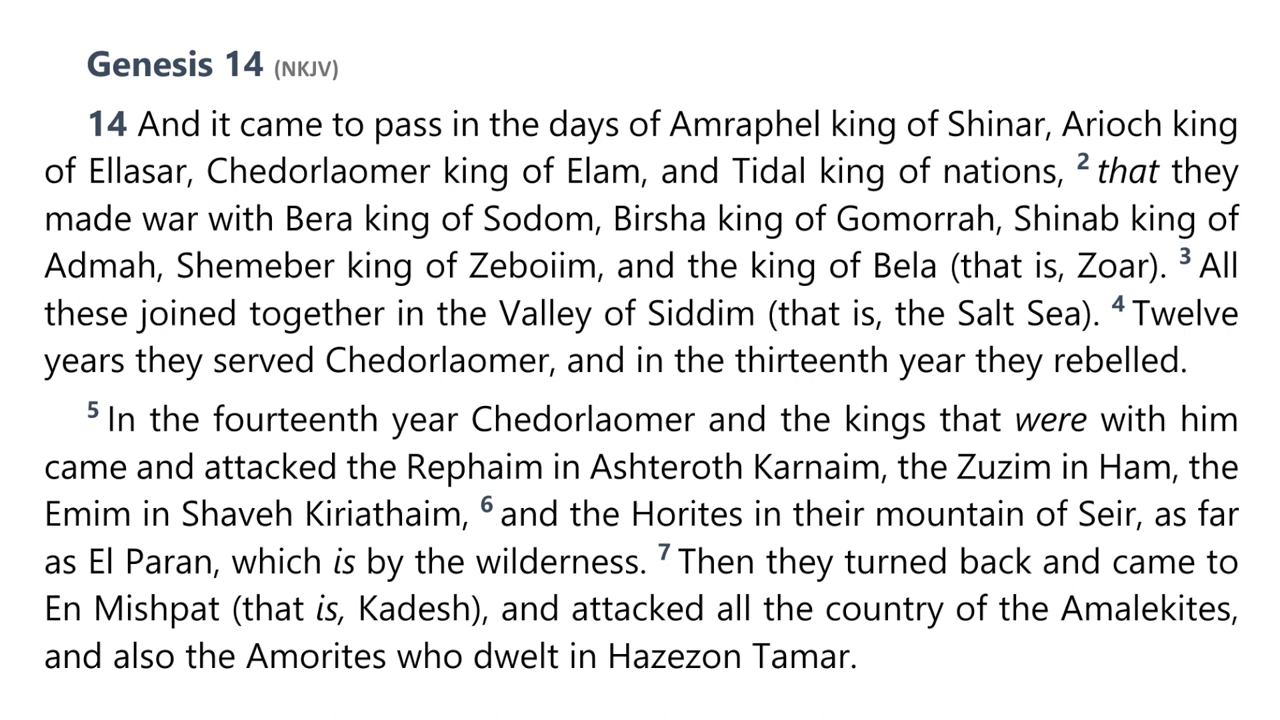 Genesis 14 (NKJV)
14 And it came to pass in the days of Amraphel king of Shinar, Arioch king
of Ellasar, Chedorlaomer king of Elam, and Tidal king of nations, 2 that they
made war with Bera king of Sodom, Birsha king of Gomorrah, Shinab king of
Admah, Shemeber king of Zeboiim, and the king of Bela (that is, Zoar). 3 All
these joined together in the Valley of Siddim (that is, the Salt Sea). 4 Twelve
years they served Chedorlaomer, and in the thirteenth year they rebelled.
5 In the fourteenth year Chedorlaomer and the kings that were with him
came and attacked the Rephaim in Ashteroth Karnaim, the Zuzim in Ham, the
Emim in Shaveh Kiriathaim, 6 and the Horites in their mountain of Seir, as far
as El Paran, which is by the wilderness. 7 Then they turned back and came to
En Mishpat (that is, Kadesh), and attacked all the country of the Amalekites,
and also the Amorites who dwelt in Hazezon Tamar.